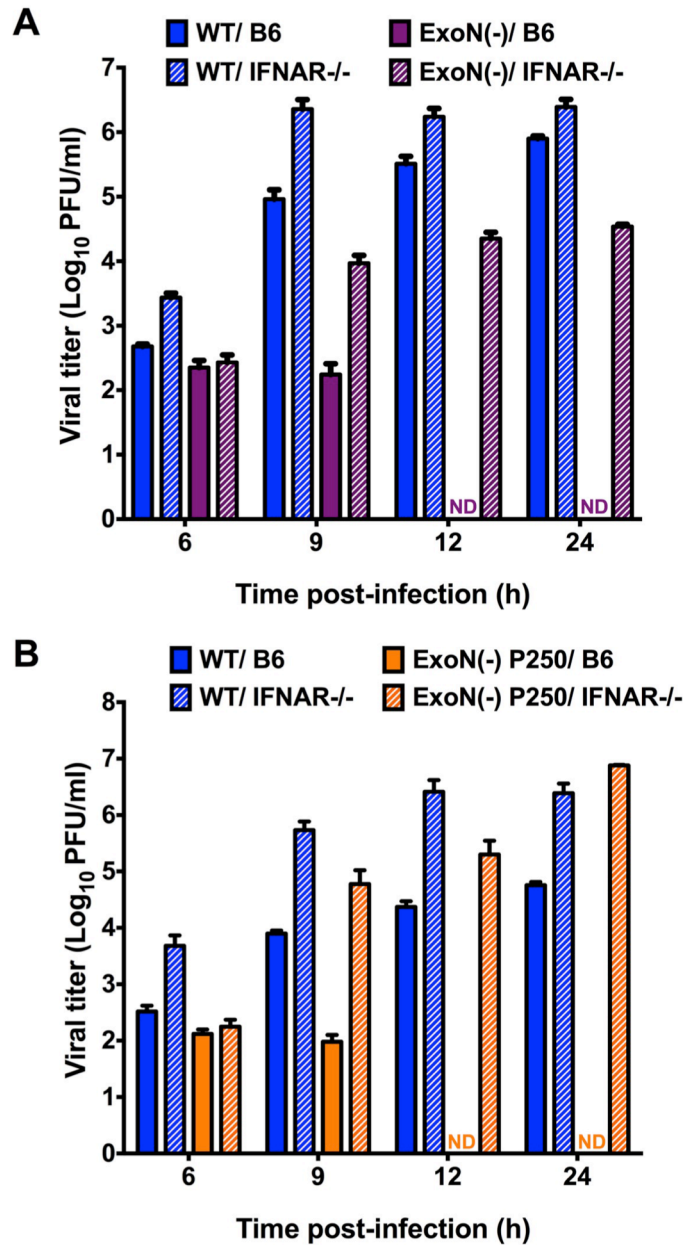 A
WT/ B6
ExoN(-)/ B6
WT/ IFNAR-/-
ExoN(-)/ IFNAR-/-
Viral titer (Log10 PFU/ml)
7
6
5
4
3
2
1
0
ND
ND
6
9
12
24
Time post-infection (h)
B
WT/ B6
ExoN(-) P250/ B6
WT/ IFNAR-/-
ExoN(-) P250/ IFNAR-/-
Viral titer (Log10 PFU/ml)
8
7
6
5
4
3
2
1
0
ND
ND
6
9
12
24
Time post-infection (h)